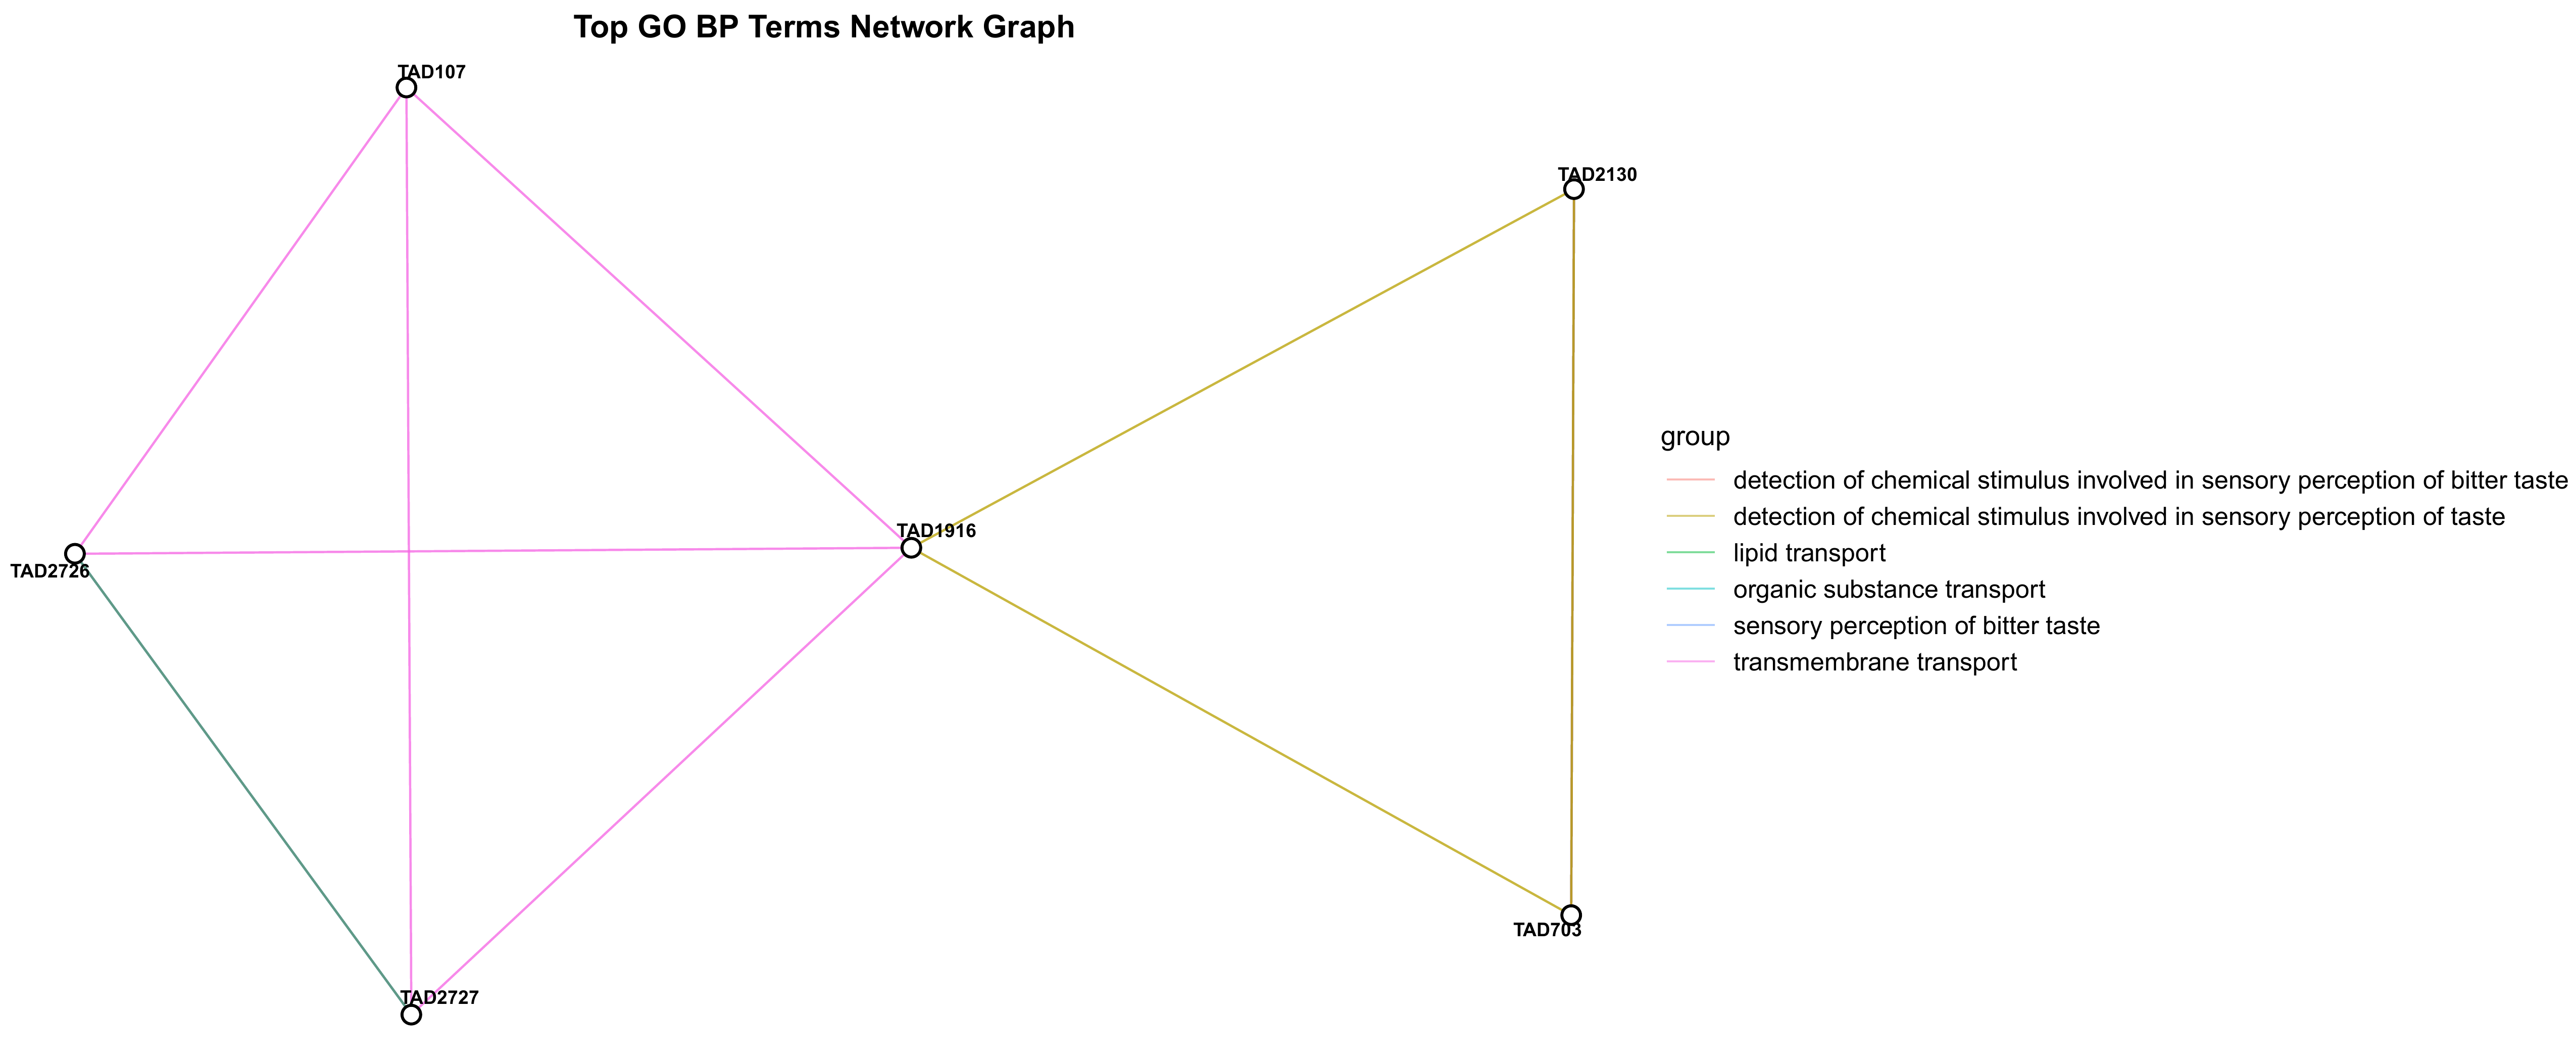 Top GO BP Terms Network Graph
TAD107
TAD2130
TAD1916
TAD2726
TAD703
TAD2727
group
detection of chemical stimulus involved in sensory perception of bitter taste
detection of chemical stimulus involved in sensory perception of taste
lipid transport
organic substance transport
sensory perception of bitter taste
transmembrane transport